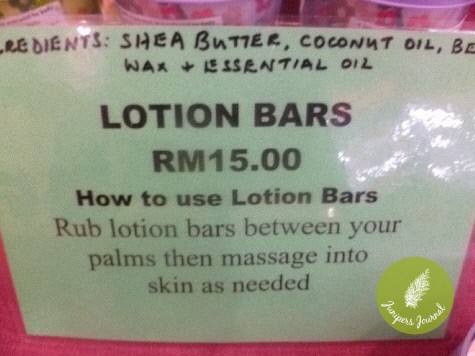 REDIENTS: SHEA BUTTER, COCONUT OIL, BE
WAX + ESSENTIAL OIL
LOTION BARS
RM15.00
How to use Lotion Bars
Rub lotion bars between your
palms then massage into
skin as needed
Junipers Journal